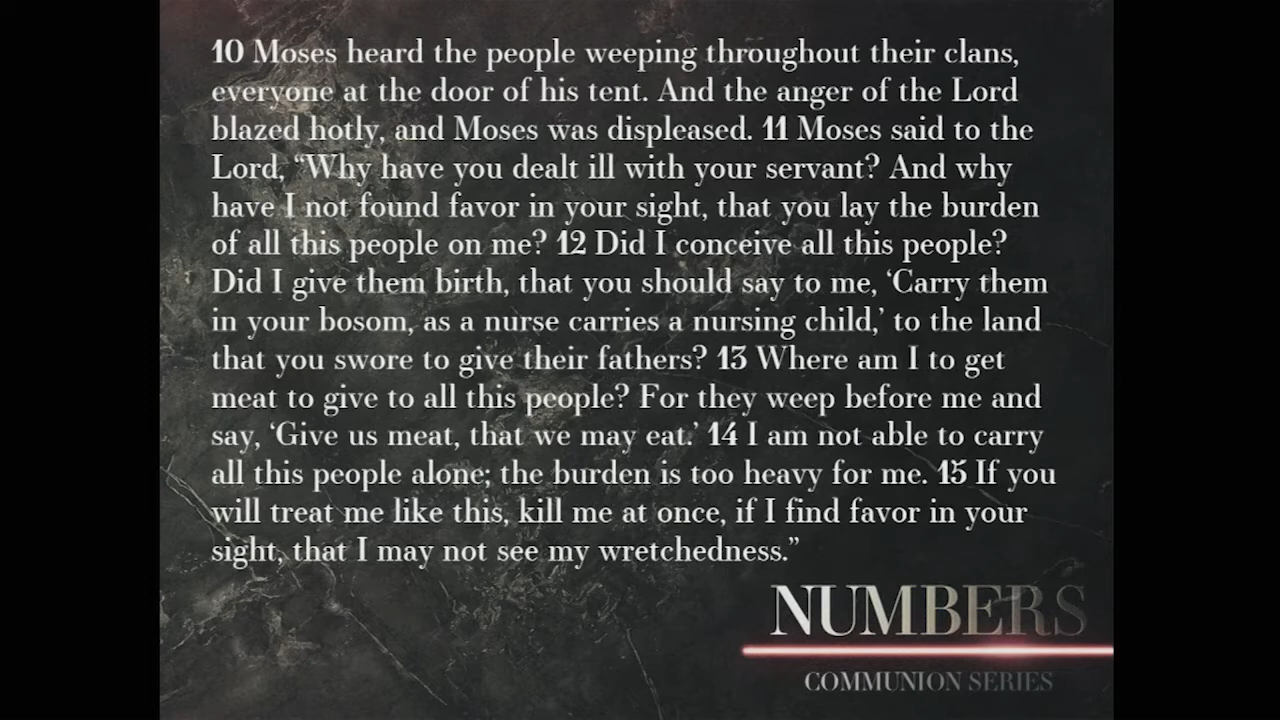 10 Moses heard the people weeping throughout their clans,
everyone at the door of his tent. And the anger of the Lord
blazed hotly, and Moses was displeased. 11 Moses said to the
Lord, “Why have you dealt ill with your servant? And why
have I not found favor in your sight, that you lay the burden
of all this people on me? 12 Did I conceive all this people?
Did I give them birth, that you should say to me, ‘Carry them
in your bosom, as a nurse carries a nursing child,’ to the land
that you swore to give their fathers? 13 Where am I to get
meat to give to all this people? For they weep before me and
say, ‘Give us meat, that we may eat.’ 14 I am not able to carry
all this people alone; the burden is too heavy for me. 15 If you
will treat me like this, kill me at once, if I find favor in your
sight, that I may not see my wretchedness.”
NUMBERS
COMMUNION SERIES